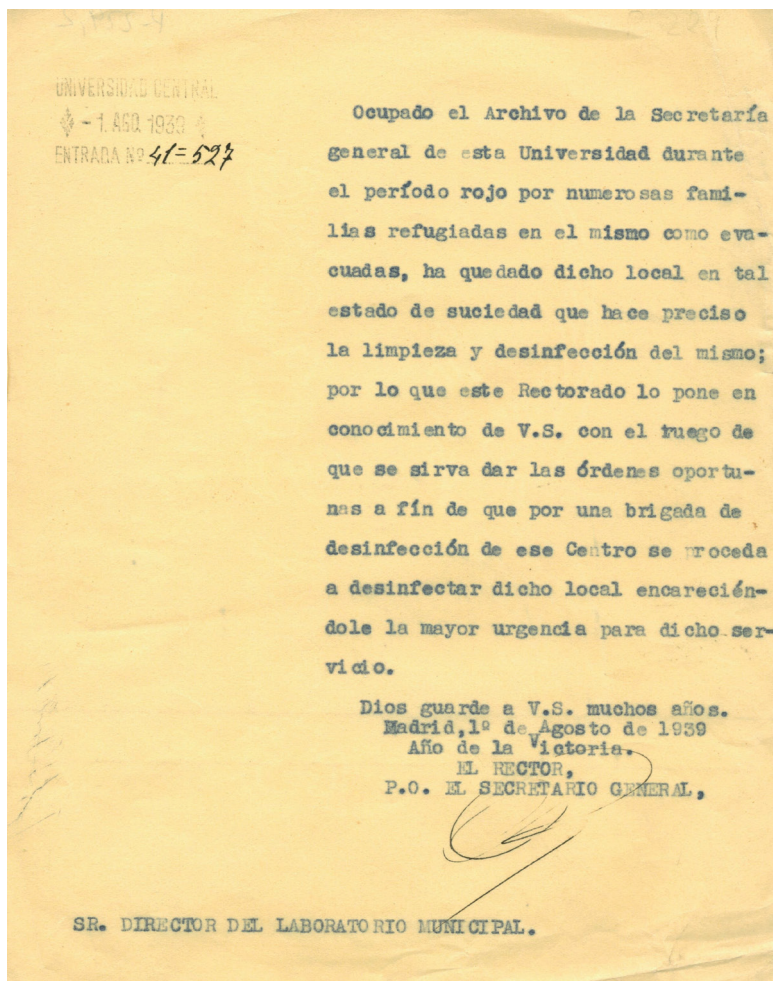 UNIVERSIDAD CENTRAL
- 1. AGO. 1939
ENTRADA Nº 41=527
Ocupado el Archivo de la Secretaría
general de esta Universidad durante
el período rojo por numerosas fami-
lias refugiadas en el mismo como eva-
cuadas, ha quedado dicho local en tal
estado de suciedad que hace preciso
la limpieza y desinfección del mismo;
por lo que este Rectorado lo pone en
conocimiento de V.S. con el ruego de
que se sirva dar las órdenes oportu-
nas a fín de que por una brigada de
desinfección de ese Centro se proceda
a desinfectar dicho local encareción-
dole la mayor urgencia para dicho ser-
vicio.
Dios guarde a V.S. muchos años.
Madrid,1º de Agosto de 1939
Año de la Victoria.
EL RECTOR,
P.O. EL SECRETARIO GENERAL,
SR. DIRECTOR DEL LABORATORIO MUNICIPAL.